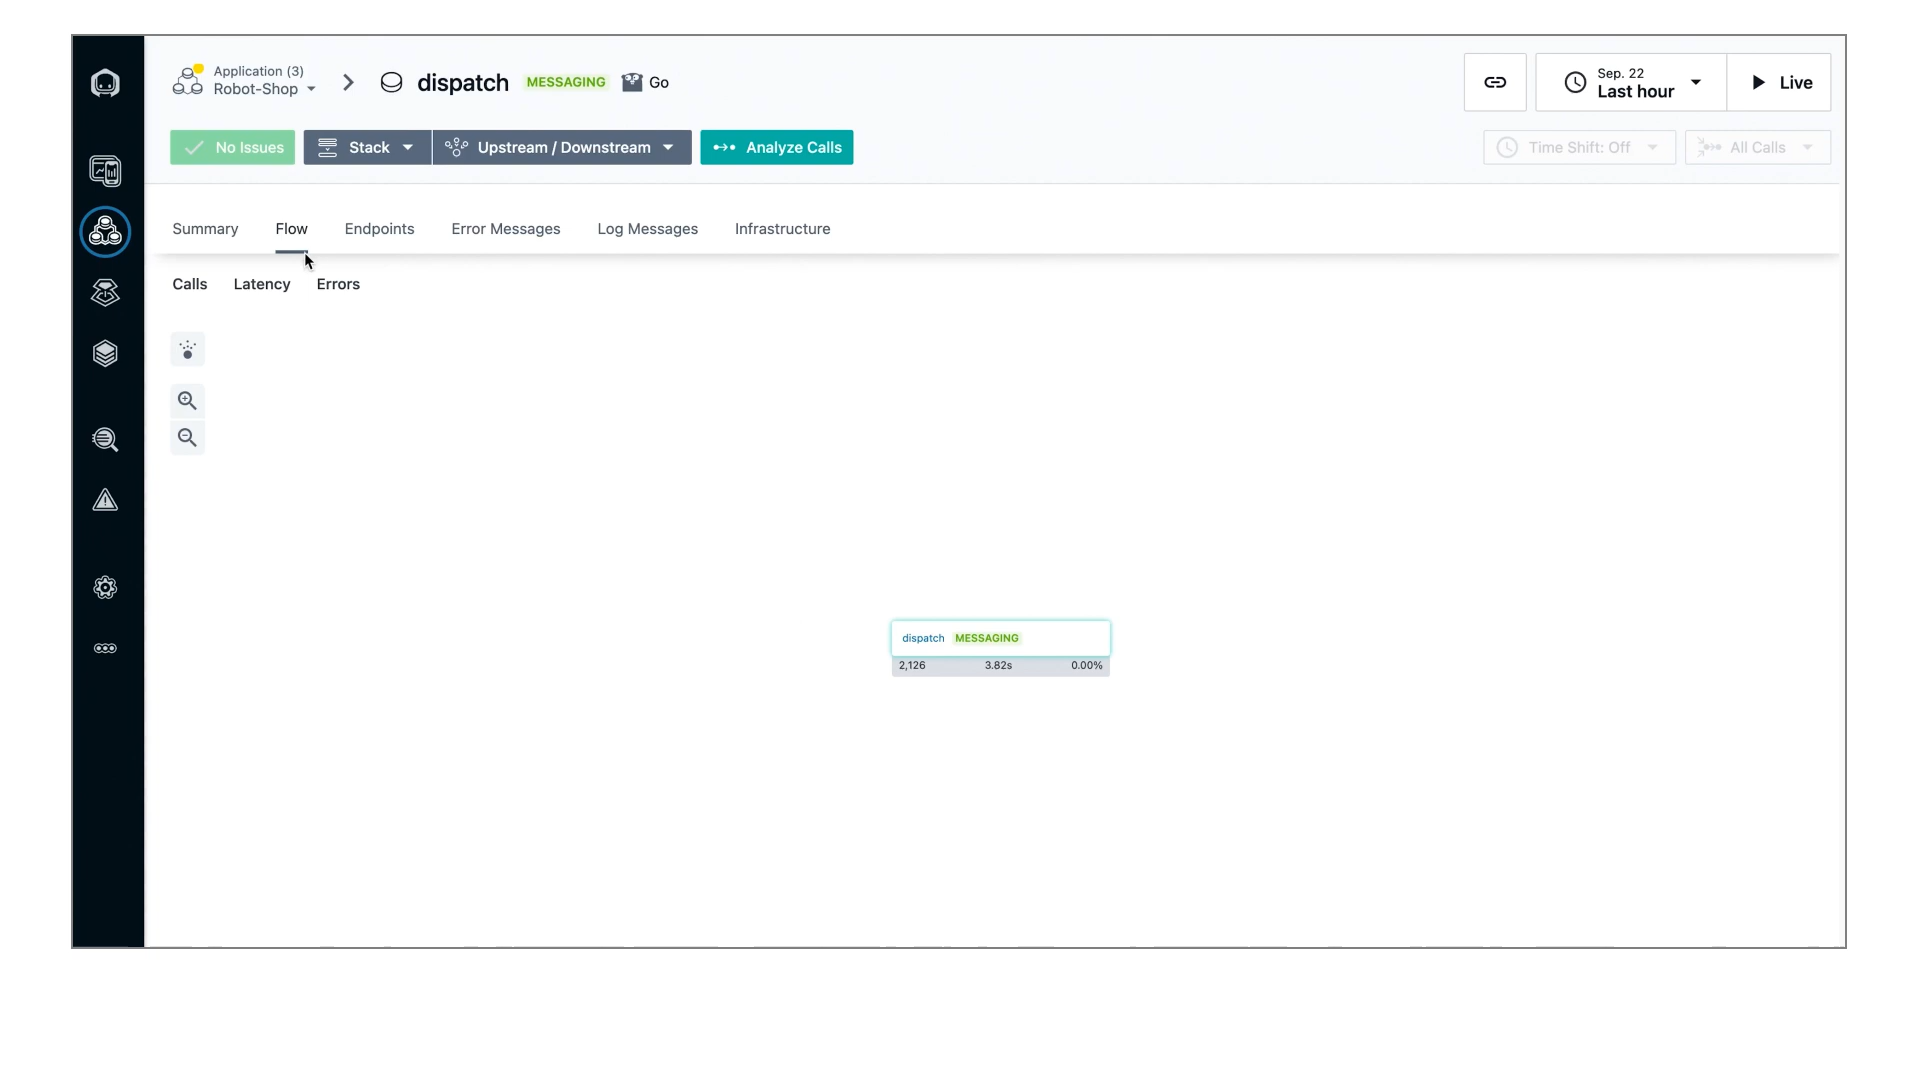 Application (3)
Robot-Shop
dispatch MESSAGING Go
Sep. 22
Last hour
Live
No Issues Stack Upstream / Downstream Analyze Calls Time Shift: Off All Calls
Summary Flow Endpoints Error Messages Log Messages Infrastructure
Calls Latency Errors
dispatch MESSAGING
2,126 3.82s 0.00%